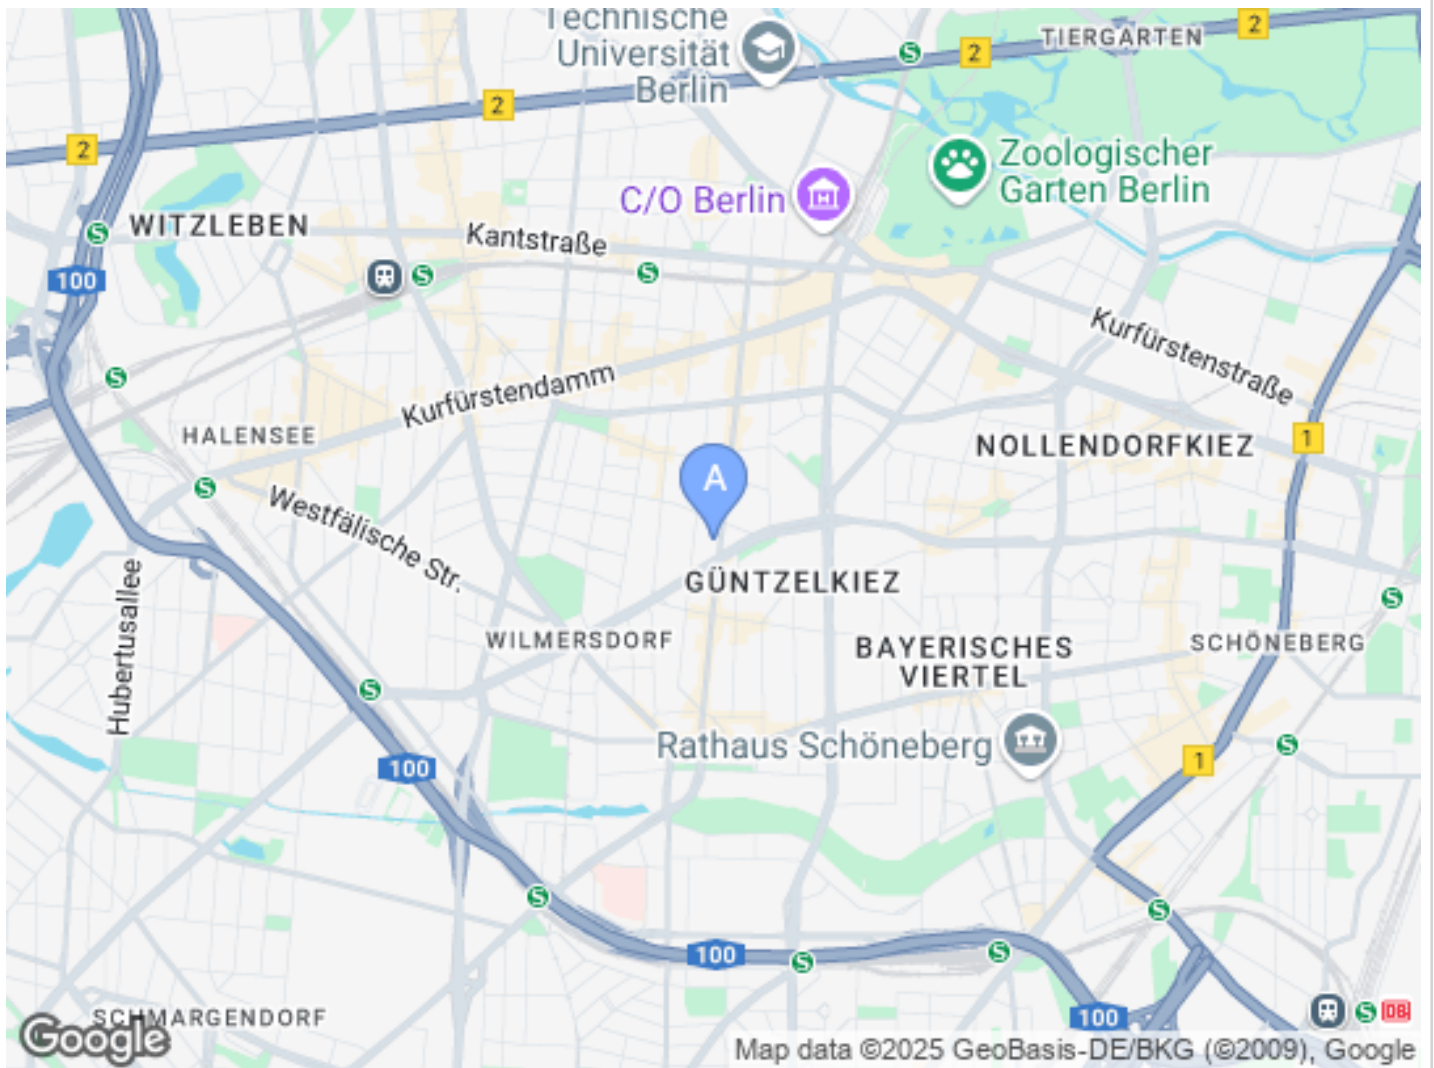 Technische
Universität
Berlin
TIERGARTEN
2
2
2
2
Zoologischer
Garten Berlin
C/O Berlin
WITZLEBEN
S
S
Kantstraße
S
S
100
Kurfürstenstraße
S
Kurfürstendamm
HALENSEE
NOLLENDORFKIEZ
1
A
S
Westfälische Str.
GÜNTZELKIEZ
Hubertusallee
S
WILMERSDORF
BAYERISCHES
VIERTEL
SCHÖNEBERG
S
Rathaus Schöneberg
S
1
100
S
S
100
S
S
SCHMARGENDORF
100
S
DB
Google
Map data ©2025 GeoBasis-DE/BKG (©2009), Google